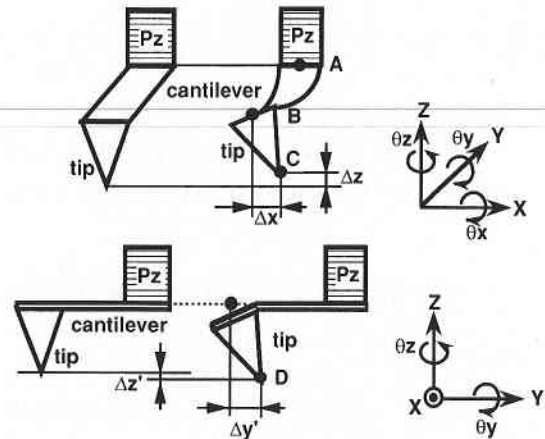 Pz
Pz
A
cantilever
B
tip
tip
C
Δz
Δx
Z
θz
θy
Y
X
θx
Pz
Pz
cantilever
tip
tip
D
Δz'
Δy'
Z
θz
X
Y
θy